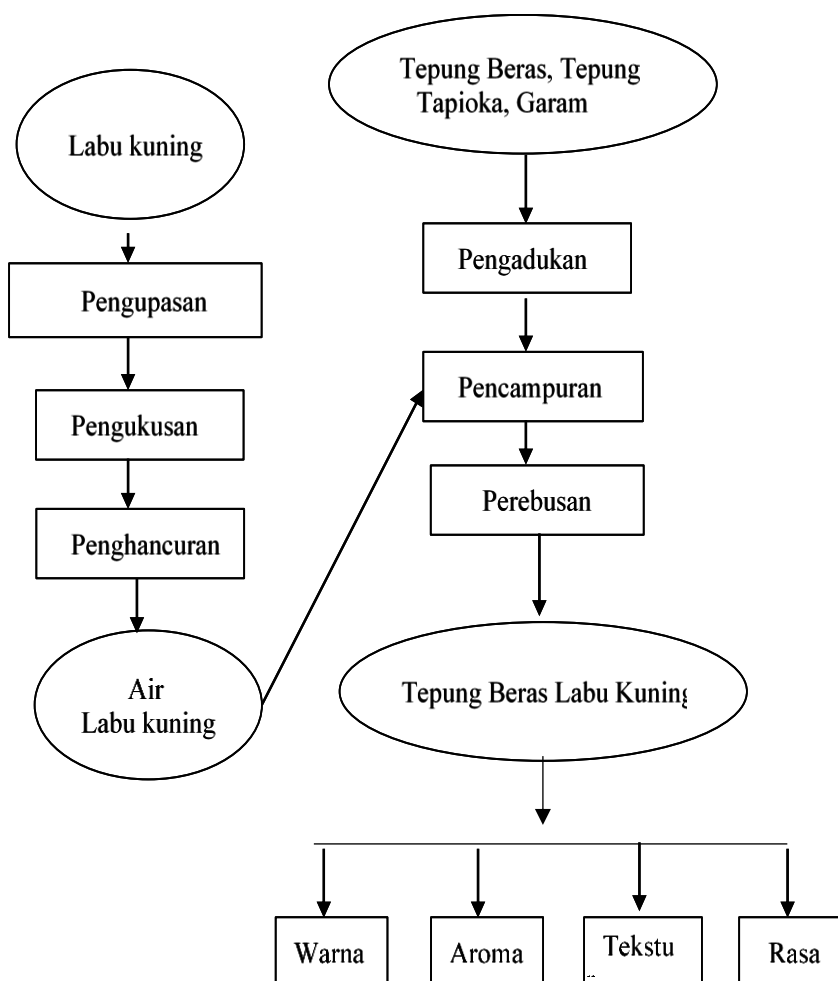 Labu kuning
Pengupasan
Pengukusan
Penghancuran
Air
Labu kuning
Tepung Beras, Tepung
Tapioka, Garam
Pengadukan
Pencampuran
Perebusan
Tepung Beras Labu Kuning
Warna
Aroma
Tekstu
Rasa